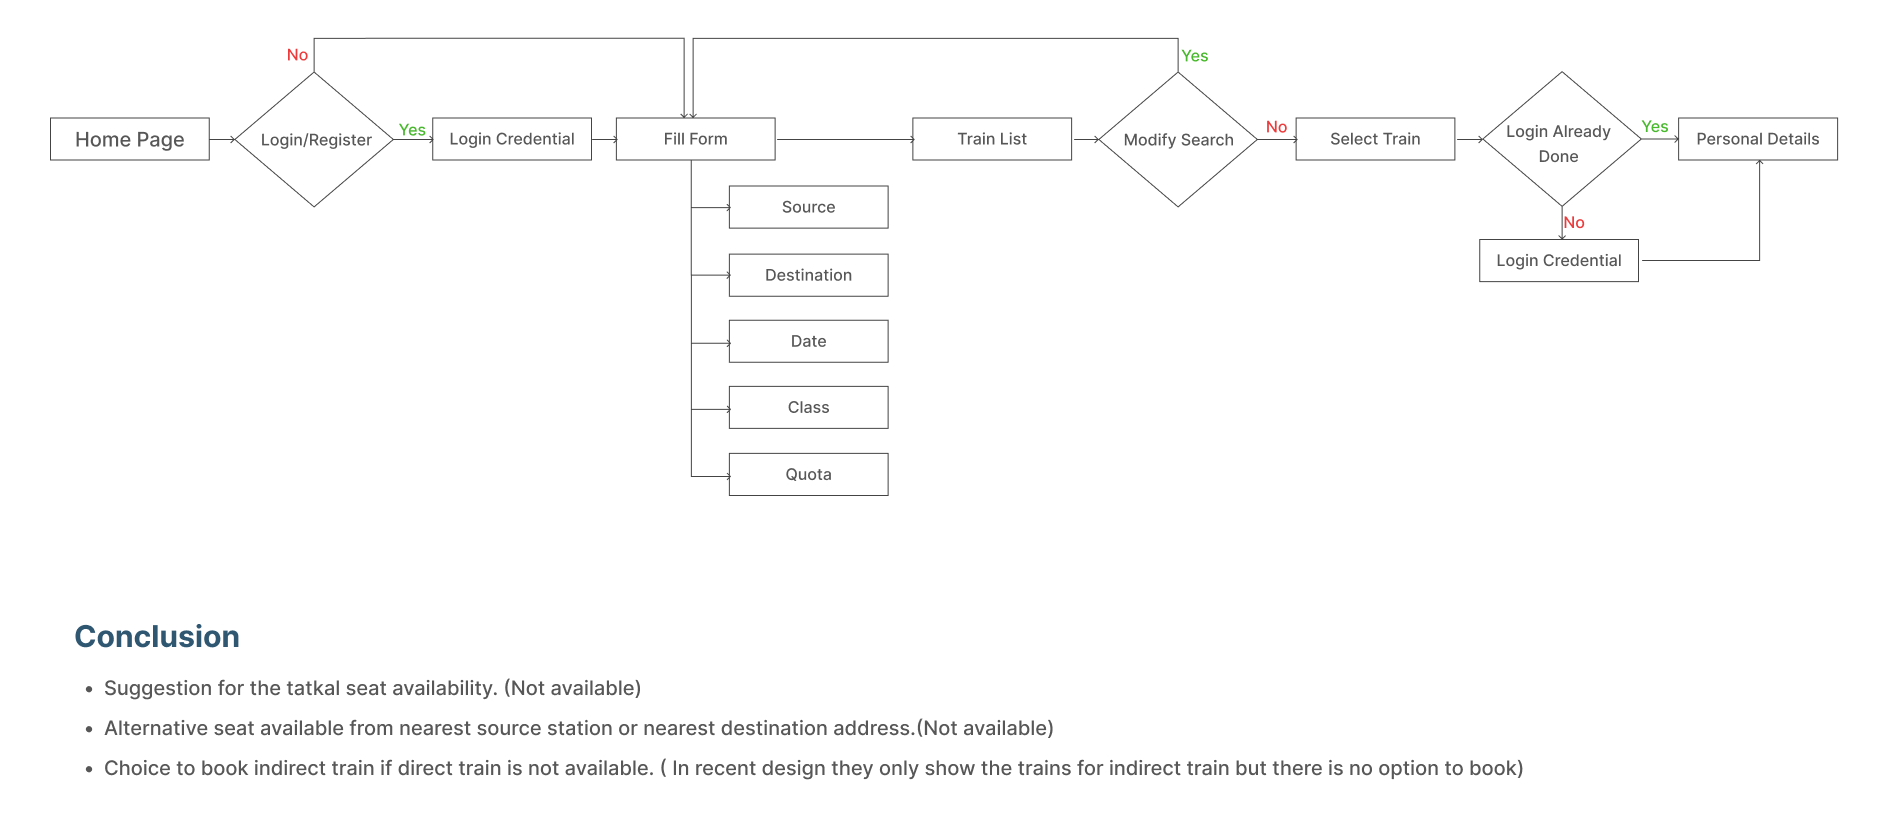 No
Yes
Home Page
Login/Register
Yes
Login Credential
Fill Form
Train List
Modify Search
No
Select Train
Login Already
Done
Yes
Personal Details
Source
No
Login Credential
Destination
Date
Class
Quota
Conclusion
• Suggestion for the tatkal seat availability. (Not available)
• Alternative seat available from nearest source station or nearest destination address.(Not available)
• Choice to book indirect train if direct train is not available. ( In recent design they only show the trains for indirect train but there is no option to book)